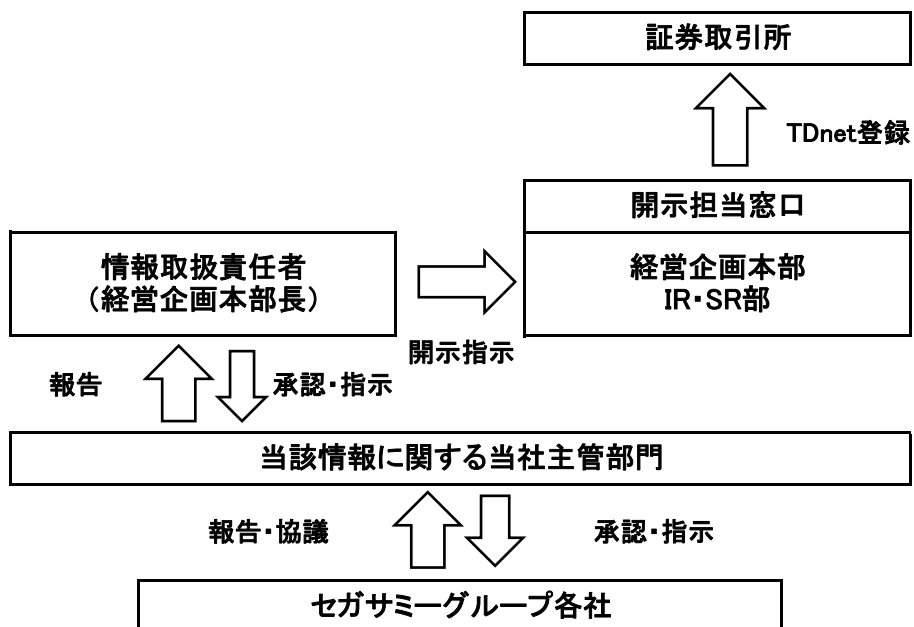 証券取引所
TDnet登録
開示担当窓口
経営企画本部
IR・SR部
情報取扱責任者
（経営企画本部長）
開示指示
報告
承認・指示
当該情報に関する当社主管部門
報告・協議
承認・指示
セガサミーグループ各社